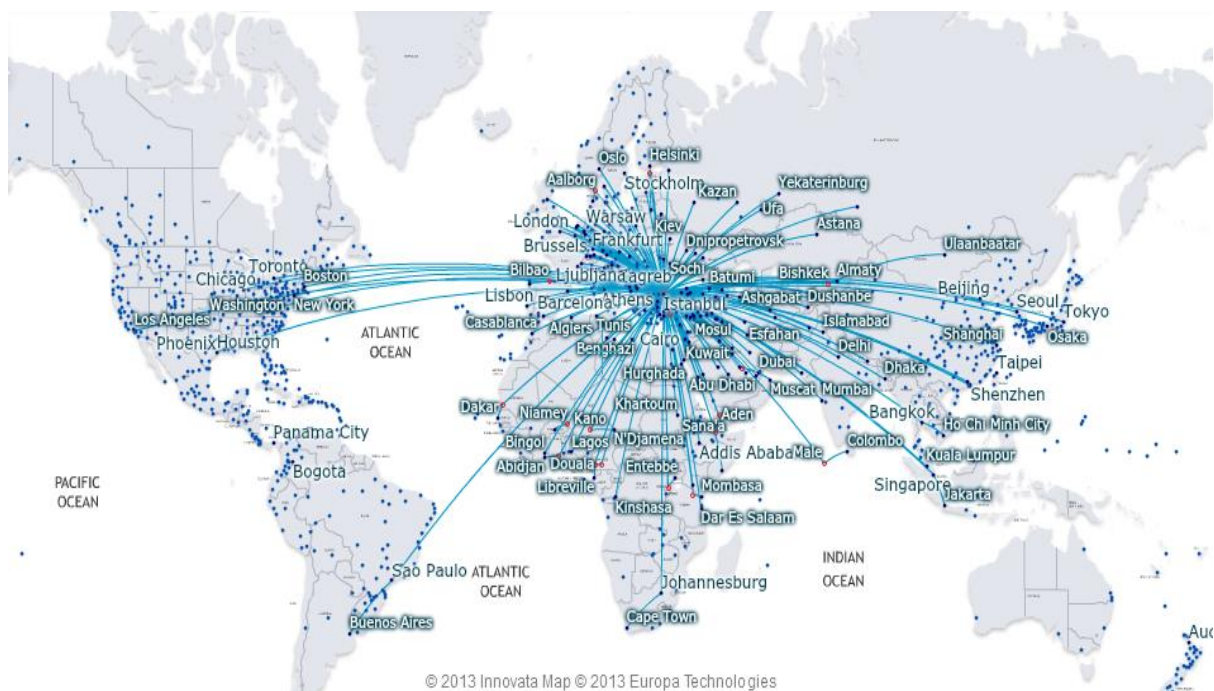 Oslo
Helsinki
Aalborg
Stockholm
Kazan
Yekaterinburg
Ufa
London
Warsaw
Kiev
Astana
Brussels
Frankfurt
Dnipropetrovsk
Ulaanbaatar
Toronto
Chicago
Boston
Bilbao
Ljubljana
agreb
Sochi
Batumi
Bishkek
Almaty
Beijing
Washington
New York
Lisbon
Barcelona
Athens
Istanbul
Ashgabat
Dushanbe
Seoul
Tokyo
Los Angeles
Casablanca
Algiers
Tunis
Mosul
Esfahan
Islamabad
Shanghai
Osaka
Phoenix
Houston
ATLANTIC
OCEAN
Benghazi
Cairo
Kuwait
Delhi
Dubai
Dhaka
Taipei
Hurghada
Abu Dhabi
Muscat
Mumbai
Shenzhen
Dakar
Niamey
Kano
Khartoum
Aden
Bangkok
Ho Chi Minh City
Panama City
Bingol
Lagos
N'Djamena
Sana'a
Colombo
Bogota
Abidjan
Douala
Entebbe
Addis Ababa
Male
Kuala Lumpur
PACIFIC
OCEAN
Libreville
Mombasa
Singapore
Jakarta
Kinshasa
Dar Es Salaam
INDIAN
OCEAN
Sao Paulo
ATLANTIC
OCEAN
Johannesburg
Buenos Aires
Cape Town
Auc
© 2013 Innovata Map © 2013 Europa Technologies